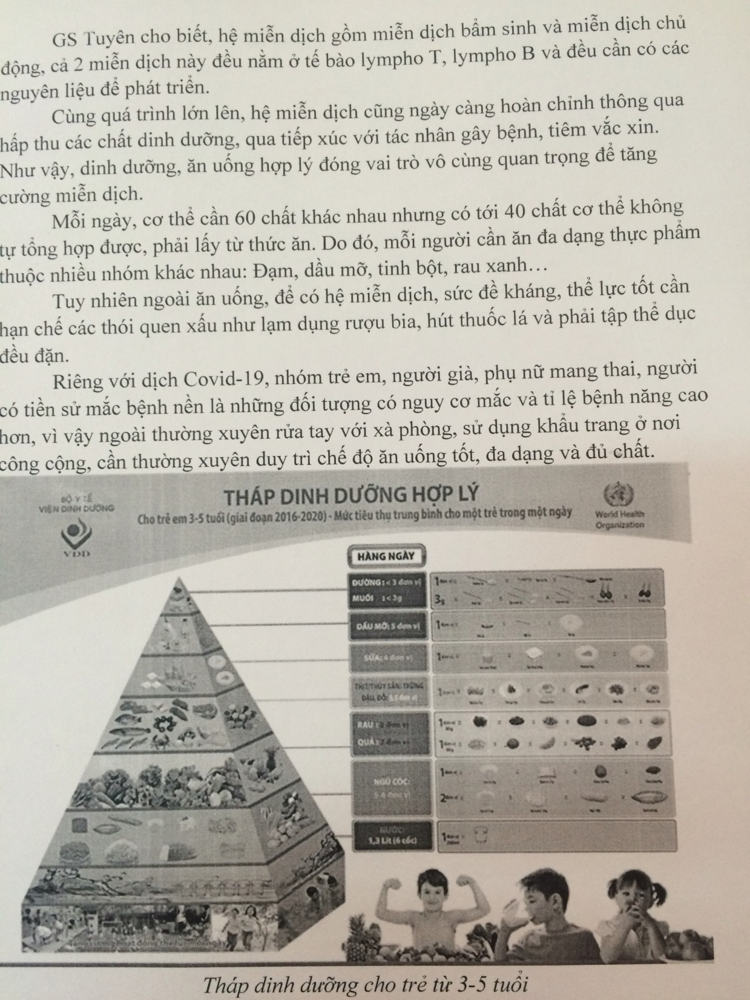 GS Tuyên cho biết, hệ miễn dịch gồm miễn dịch bẩm sinh và miễn dịch chủ
động, cả 2 miễn dịch này đều nằm ở tế bào lympho T, lympho B và đều cần có các
nguyên liệu để phát triển.
Cùng quá trình lớn lên, hệ miễn dịch cũng ngày càng hoàn chỉnh thông qua
hấp thu các chất dinh dưỡng, qua tiếp xúc với tác nhân gây bệnh, tiêm vắc xin.
Như vậy, dinh dưỡng, ăn uống hợp lý đóng vai trò vô cùng quan trọng để tăng
cường miễn dịch.
Mỗi ngày, cơ thể cần 60 chất khác nhau nhưng có tới 40 chất cơ thể không
tự tổng hợp được, phải lấy từ thức ăn. Do đó, mỗi người cần ăn đa dạng thực phẩm
thuộc nhiều nhóm khác nhau: Đạm, dầu mỡ, tinh bột, rau xanh…
Tuy nhiên ngoài ăn uống, để có hệ miễn dịch, sức đề kháng, thể lực tốt cần
hạn chế các thói quen xấu như lạm dụng rượu bia, hút thuốc lá và phải tập thể dục
đều đặn.
Riêng với dịch Covid-19, nhóm trẻ em, người già, phụ nữ mang thai, người
có tiền sử mắc bệnh nền là những đối tượng có nguy cơ mắc và tỉ lệ bệnh năng cao
hơn, vì vậy ngoài thường xuyên rửa tay với xà phòng, sử dụng khẩu trang ở nơi
công cộng, cần thường xuyên duy trì chế độ ăn uống tốt, đa dạng và đủ chất.
BỘ Y TẾ
VIỆN DINH DƯỠNG
VDD
THÁP DINH DƯỠNG HỢP LÝ
Cho trẻ em 3-5 tuổi (giai đoạn 2016-2020) - Mức tiêu thụ trung bình cho một trẻ trong một ngày
World Health
Organization
HÀNG NGÀY
ĐƯỜNG: < 3 đơn vị
MUỐI : < 3g
3g
DẦU MỠ: 5 đơn vị
SỮA: 4 đơn vị
THỊT, THỦY SẢN, TRỨNG
ĐẬU, ĐỖ: 3,5 đơn vị
RAU : 2 đơn vị
QUẢ : 2 đơn vị
NGŨ CỐC:
5-6 đơn vị
NƯỚC:
1,3 Lít (6 cốc)
Tăng cường hoạt động thể lực mỗi ngày
Tháp dinh dưỡng cho trẻ từ 3-5 tuổi